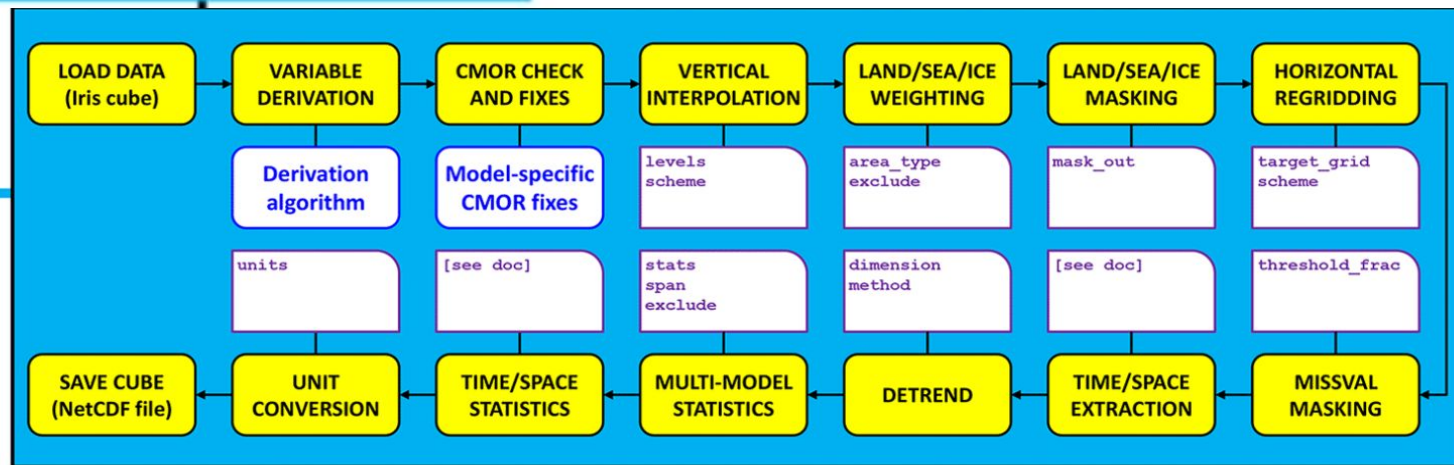 LOAD DATA
(Iris cube)
VARIABLE
DERIVATION
CMOR CHECK
AND FIXES
VERTICAL
INTERPOLATION
LAND/SEA/ICE
WEIGHTING
LAND/SEA/ICE
MASKING
HORIZONTAL
REGRIDDING
Derivation
algorithm
Model-specific
CMOR fixes
levels
scheme
area_type
exclude
mask_out
target_grid
scheme
units
[see doc]
stats
span
exclude
dimension
method
[see doc]
threshold_frac
SAVE CUBE
(NetCDF file)
UNIT
CONVERSION
TIME/SPACE
STATISTICS
MULTI-MODEL
STATISTICS
DETREND
TIME/SPACE
EXTRACTION
MISSVAL
MASKING